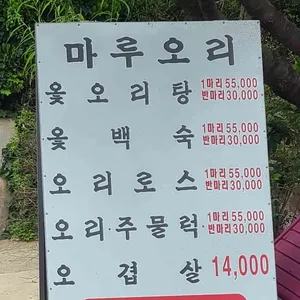 마루오리
옻오리탕 1마리 55,000
반마리 30,000
옻백숙 1마리 55,000
반마리 30,000
오리로스 1마리 55,000
반마리 30,000
오리주물럭 1마리 55,000
반마리 30,000
오겹살 14,000